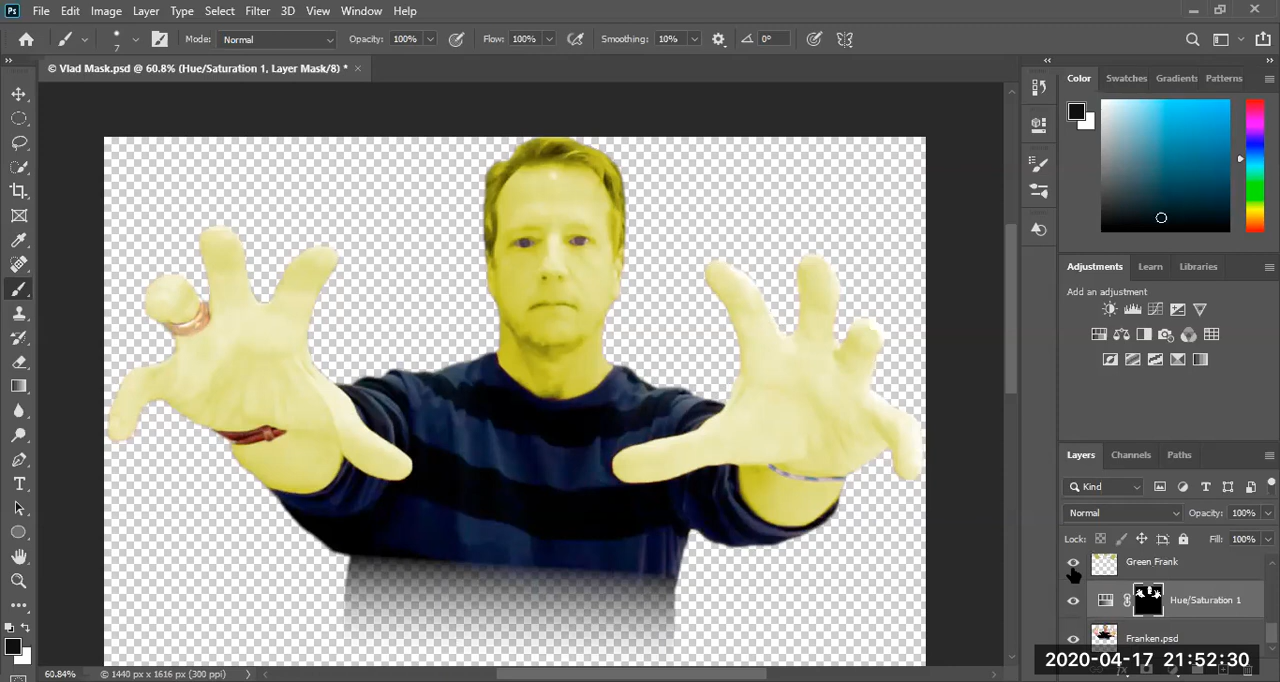 Ps File Edit Image Layer Type Select Filter 3D View Window Help
7 Mode: Normal Opacity: 100% Flow: 100% Smoothing: 10% 0°
© Vlad Mask.psd @ 60.8% (Hue/Saturation 1, Layer Mask/8) * ×
Color Swatches Gradients Patterns
Adjustments Learn Libraries
Add an adjustment
Layers Channels Paths
Kind
Normal Opacity: 100%
Lock: Fill: 100%
Green Frank
Hue/Saturation 1
Franken.psd
2020-04-17 21:52:30
60.84% © 1440 px x 1616 px (300 ppi)